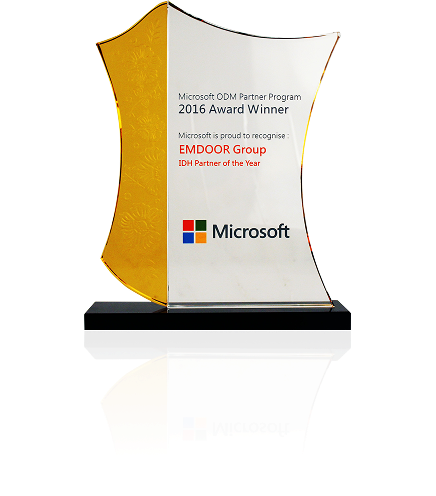 Microsoft ODM Partner Program
2016 Award Winner
Microsoft is proud to recognise :
EMDOOR Group
IDH Partner of the Year
Microsoft